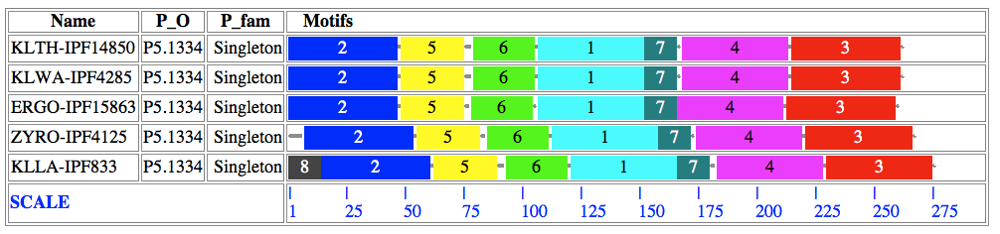 Name P_O P_fam Motifs
KLTH-IPF14850 P5.1334 Singleton 2 5 6 1 7 4 3
KLWA-IPF4285 P5.1334 Singleton 2 5 6 1 7 4 3
ERGO-IPF15863 P5.1334 Singleton 2 5 6 1 7 4 3
ZYRO-IPF4125 P5.1334 Singleton 2 5 6 1 7 4 3
KLLA-IPF833 P5.1334 Singleton 8 2 5 6 1 7 4 3
SCALE 1 25 50 75 100 125 150 175 200 225 250 275